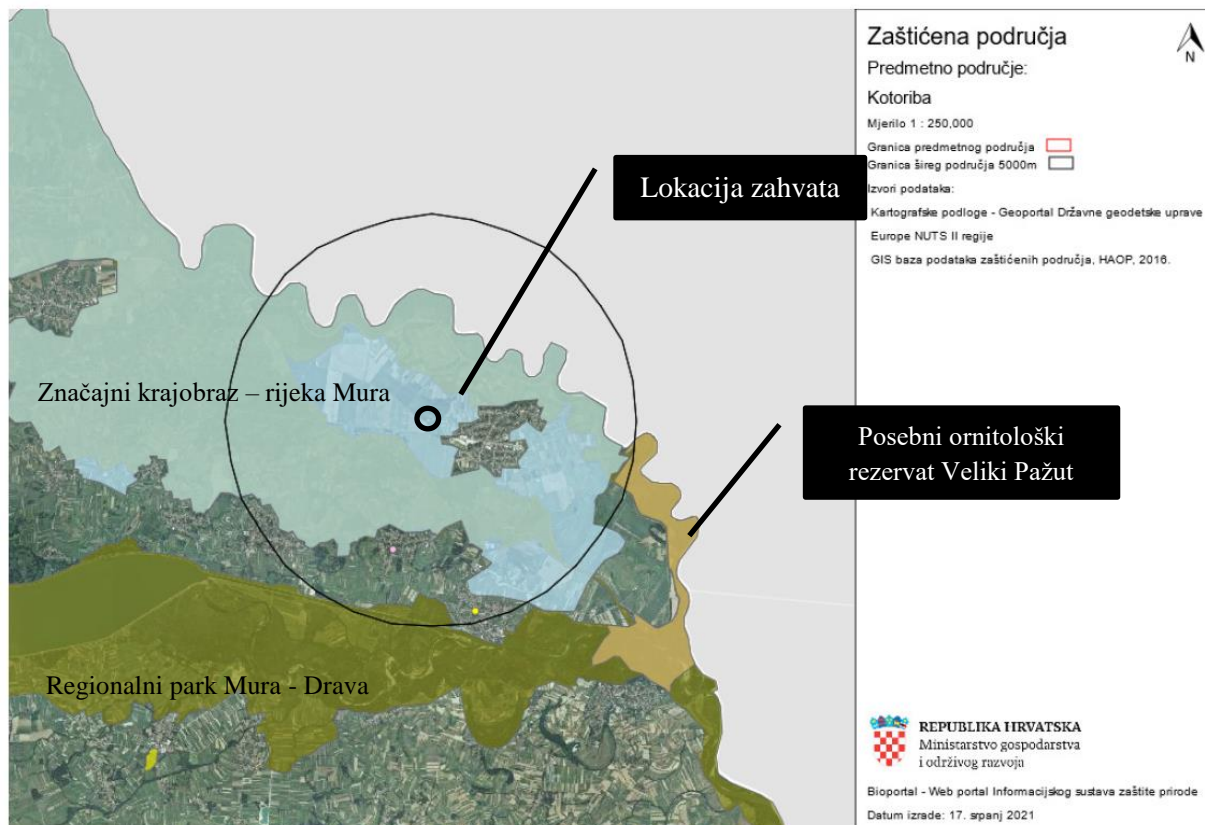 Zaštićena područja
N
Predmetno područje:
Kotoriba
Mjerilo 1 : 250,000
Granica predmetnog područja
Granica šireg područja 5000m
Izvori podataka:
Kartografske podloge - Geoportal Državne geodetske uprave
Europe NUTS II regije
GIS baza podataka zaštićenih područja, HAOP, 2016.
Lokacija zahvata
Značajni krajobraz – rijeka Mura
Posebni ornitološki
rezervat Veliki Pažut
Regionalni park Mura - Drava
REPUBLIKA HRVATSKA
Ministarstvo gospodarstva
i održivog razvoja
Bioportal - Web portal Informacijskog sustava zaštite prirode
Datum izrade: 17. srpanj 2021